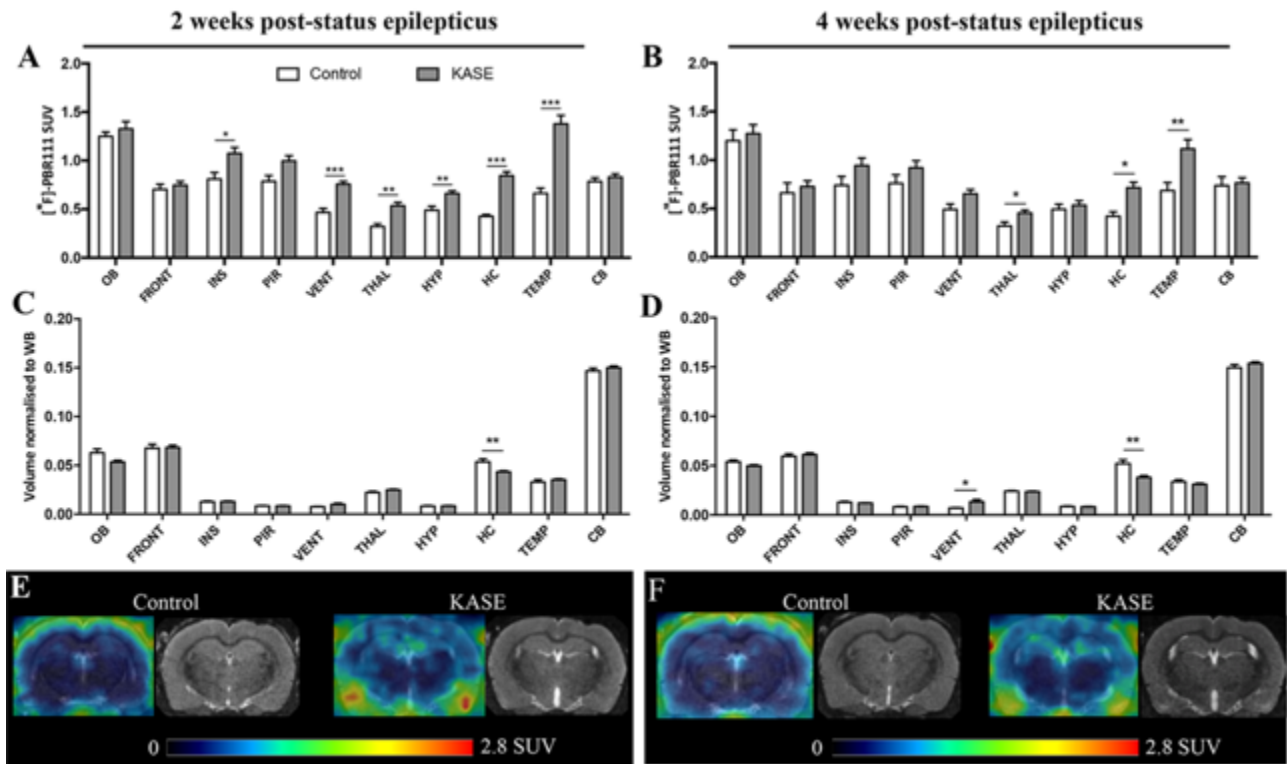 2 weeks post-status epilepticus
4 weeks post-status epilepticus
A
Control
KASE
[18F]-PBR111 SUV
2.0
1.5
1.0
0.5
0.0
* *** ** ** *** ***
OB FRONT INS PIR VENT THAL HYP HC TEMP CB
B
[18F]-PBR111 SUV
2.0
1.5
1.0
0.5
0.0
* * **
OB FRONT INS PIR VENT THAL HYP HC TEMP CB
C
Volume normalised to WB
0.20
0.15
0.10
0.05
0.00
**
OB FRONT INS PIR VENT THAL HYP HC TEMP CB
D
Volume normalised to WB
0.20
0.15
0.10
0.05
0.00
* **
OB FRONT INS PIR VENT THAL HYP HC TEMP CB
E
Control KASE
0 2.8 SUV
F
Control KASE
0 2.8 SUV